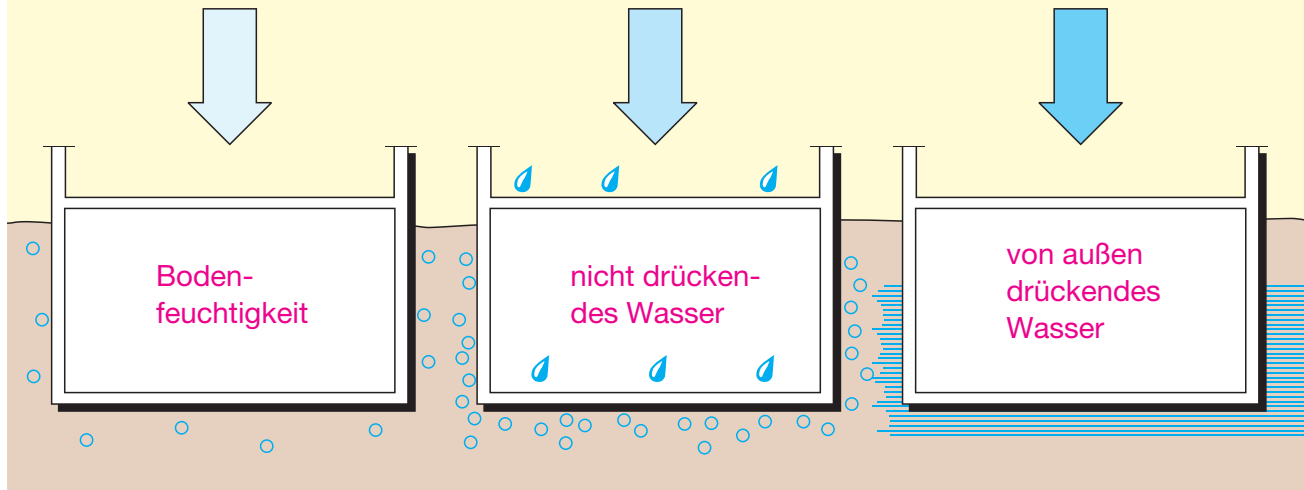 Boden-
feuchtigkeit
nicht drücken-
des Wasser
von außen
drückendes
Wasser